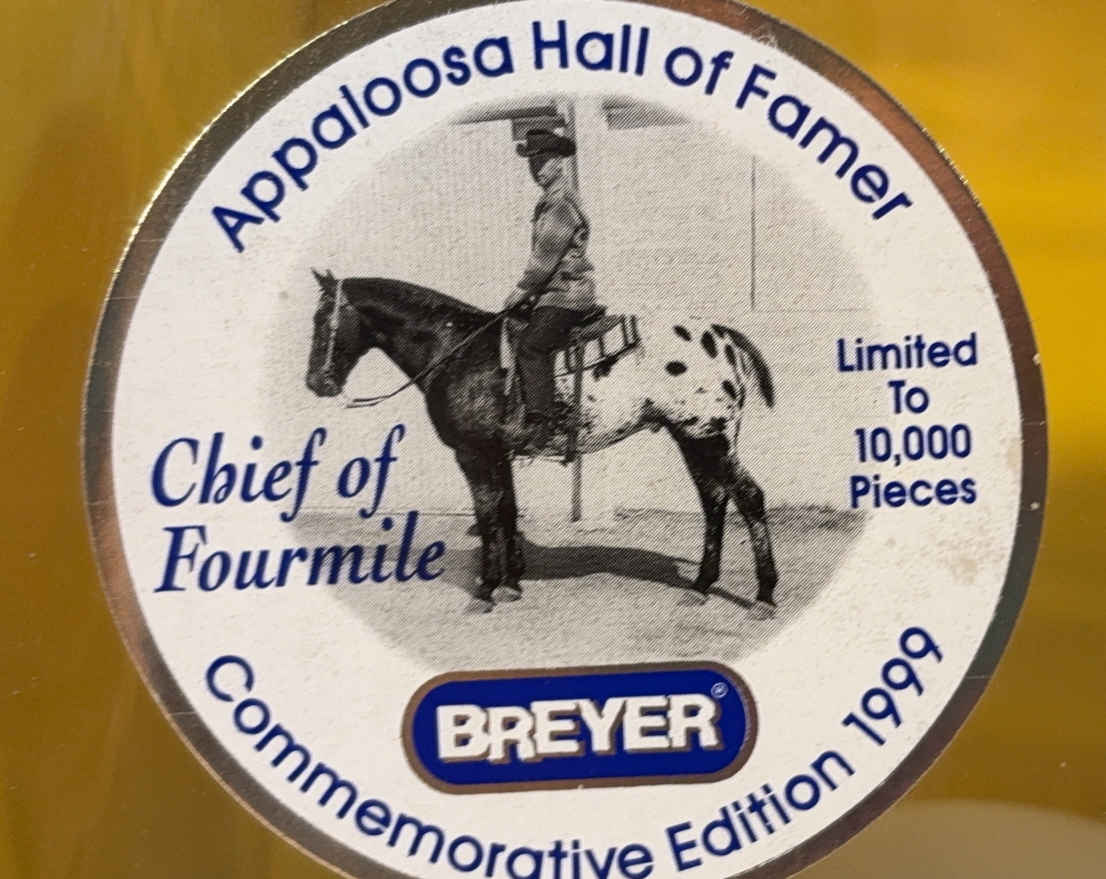 Appaloosa Hall of Famer
Limited
To
10,000
Pieces
Chief of
Fourmile
BREYER®
Commemorative Edition 1999